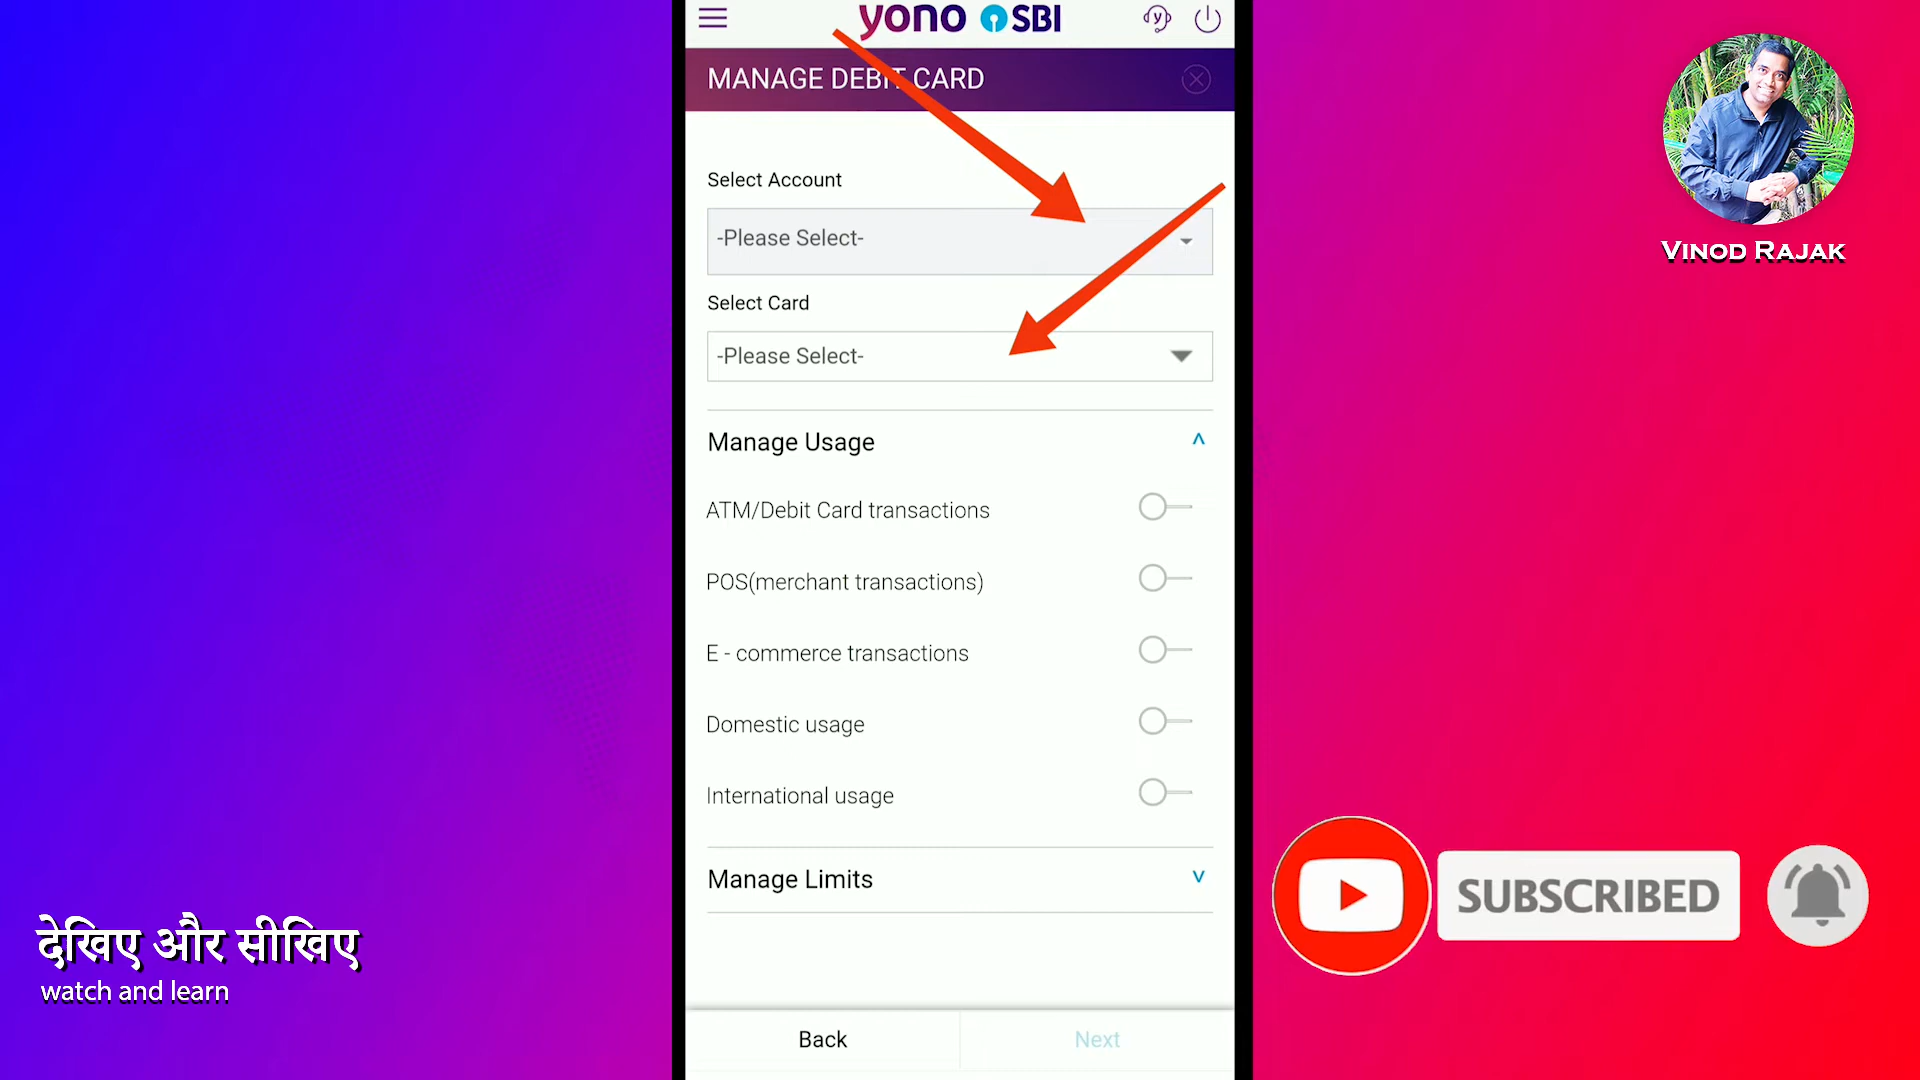 yono SBI
MANAGE DEBIT CARD
Select Account
-Please Select-
Select Card
-Please Select-
Manage Usage
ATM/Debit Card transactions
POS(merchant transactions)
E - commerce transactions
Domestic usage
International usage
Manage Limits
Back
Next
VINOD RAJAK
SUBSCRIBED
देखिए और सीखिए
watch and learn